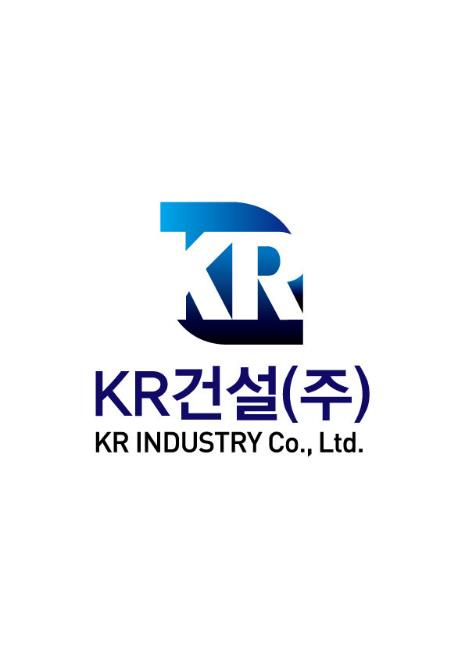 KR
KR건설(주)
KR INDUSTRY Co., Ltd.